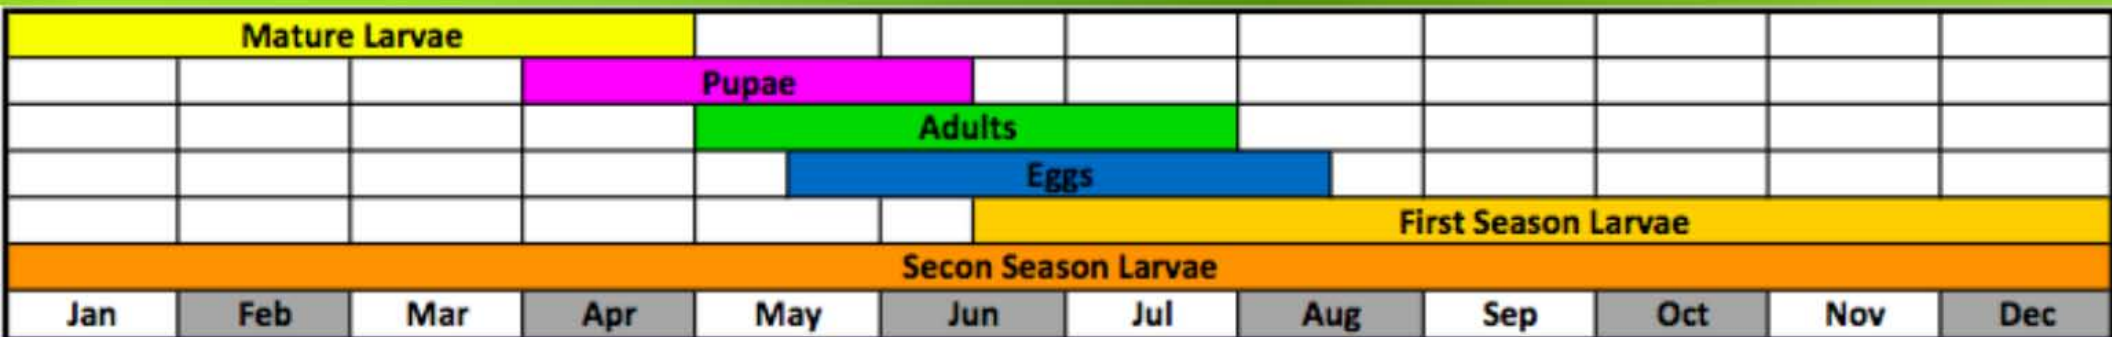 Mature Larvae
Pupae
Adults
Eggs
First Season Larvae
Secon Season Larvae
Jan Feb Mar Apr May Jun Jul Aug Sep Oct Nov Dec